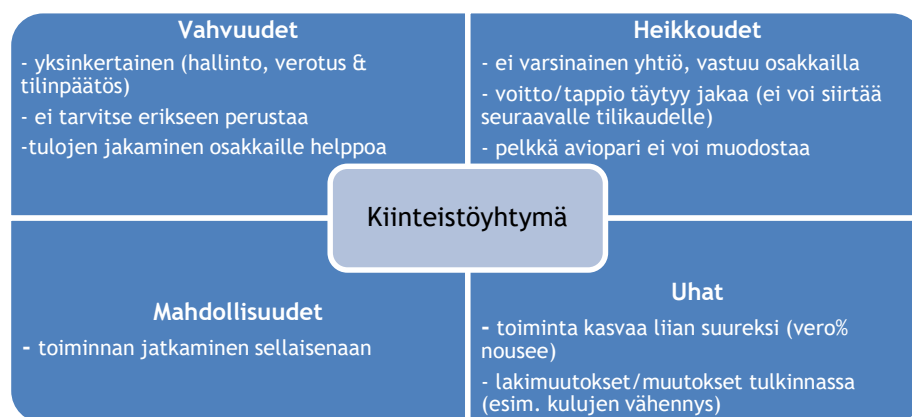 Vahvuudet
- yksinkertainen (hallinto, verotus &
tilinpäätös)
- ei tarvitse erikseen perustaa
-tulojen jakaminen osakkaille helppoa
Heikkoudet
- ei varsinainen yhtiö, vastuu osakkailla
- voitto/tappio täytyy jakaa (ei voi siirtää
seuraavalle tilikaudelle)
- pelkkä aviopari ei voi muodostaa
Kiinteistöyhtymä
Mahdollisuudet
- toiminnan jatkaminen sellaisenaan
Uhat
- toiminta kasvaa liian suureksi (vero%
nousee)
- lakimuutokset/muutokset tulkinnassa
(esim. kulujen vähennys)